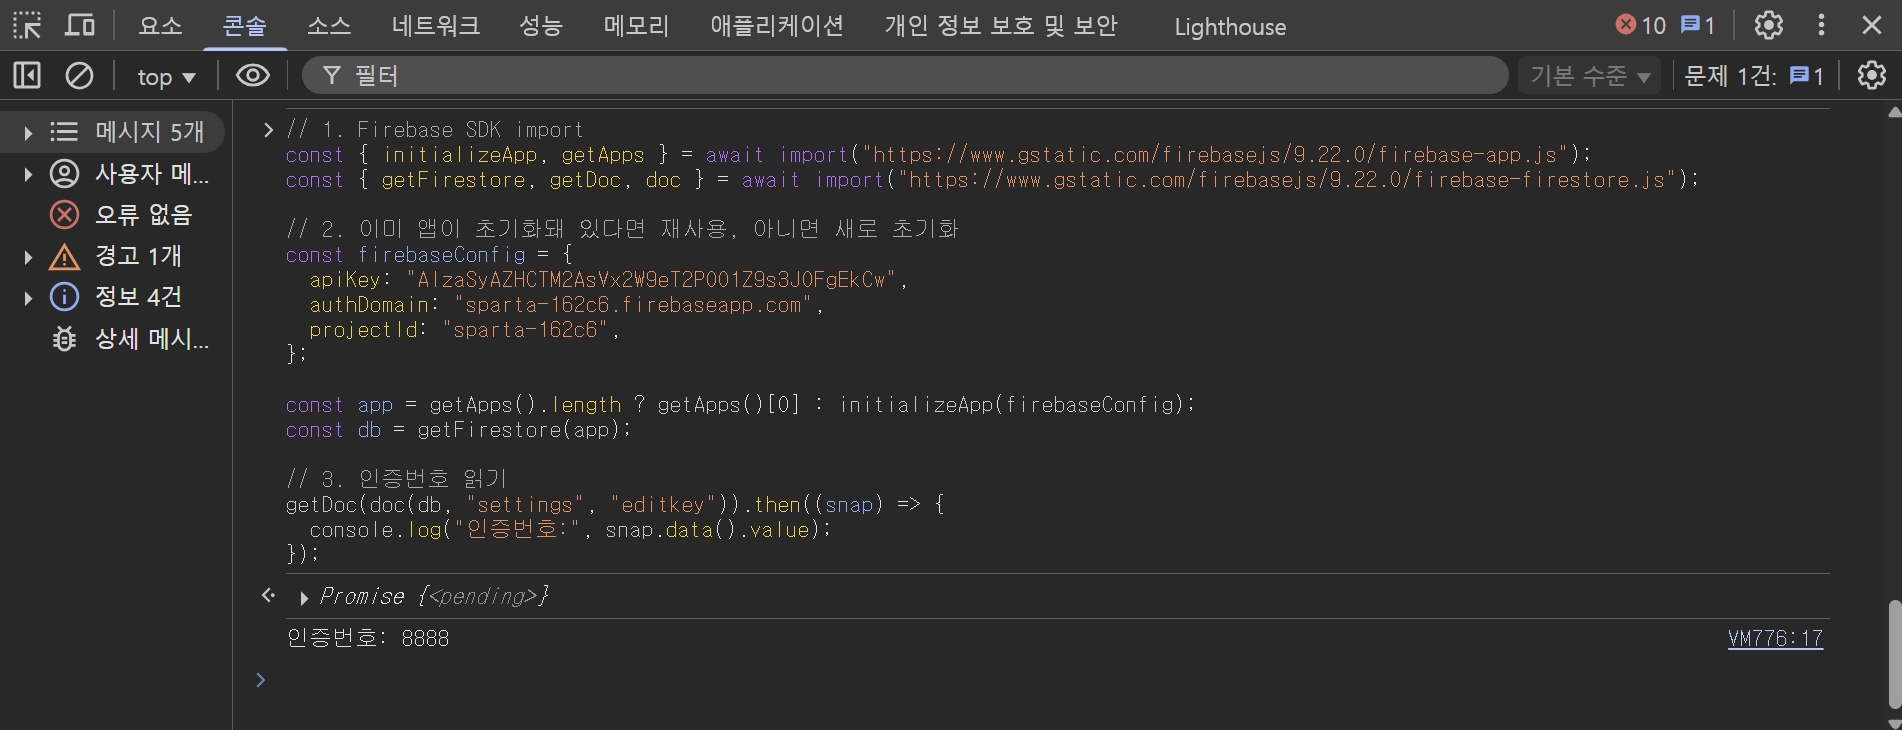 요소 콘솔 소스 네트워크 성능 메모리 애플리케이션 개인 정보 보호 및 보안 Lighthouse 10 1
top 필터 기본 수준 문제 1건: 1
메시지 5개
사용자 메...
오류 없음
경고 1개
정보 4건
상세 메시...
// 1. Firebase SDK import
const { initializeApp, getApps } = await import("https://www.gstatic.com/firebasejs/9.22.0/firebase-app.js");
const { getFirestore, getDoc, doc } = await import("https://www.gstatic.com/firebasejs/9.22.0/firebase-firestore.js");
// 2. 이미 앱이 초기화돼 있다면 재사용, 아니면 새로 초기화
const firebaseConfig = {
apiKey: "AIzaSyAZHCTM2AsVx2W9eT2P001Z9s3J0FgEkCw",
authDomain: "sparta-162c6.firebaseapp.com",
projectId: "sparta-162c6",
};
const app = getApps().length ? getApps()[0] : initializeApp(firebaseConfig);
const db = getFirestore(app);
// 3. 인증번호 읽기
getDoc(doc(db, "settings", "editkey")).then((snap) => {
console.log("인증번호:", snap.data().value);
});
Promise {<pending>}
인증번호: 8888 VM776:17